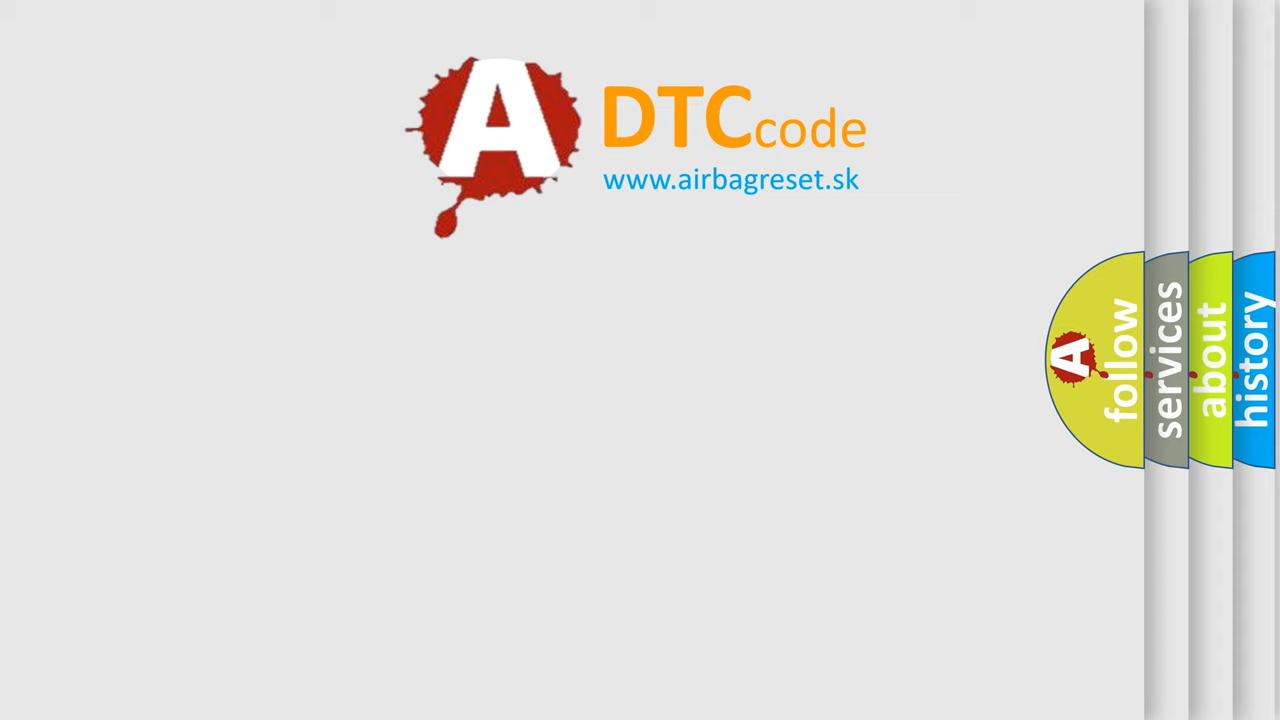 A
DTCcode
www.airbagreset.sk
A
follow
services
about
history